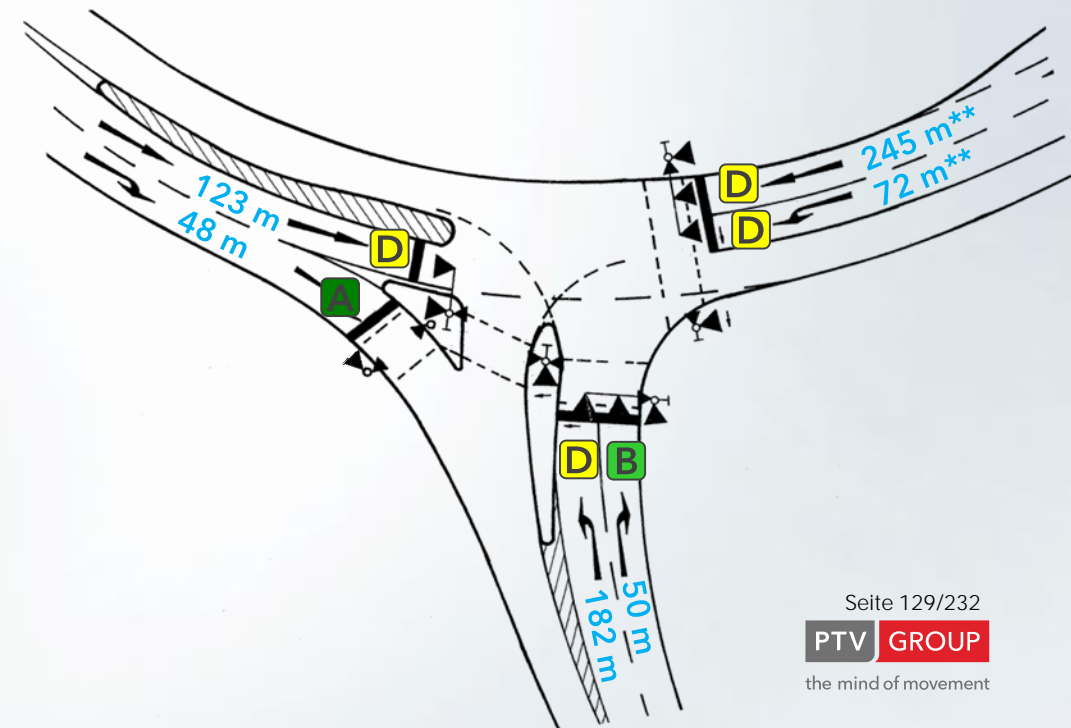 245 m**
D
72 m**
D
123 m
48 m
D
A
D
B
50 m
182 m
Seite 129/232
PTV GROUP
the mind of movement